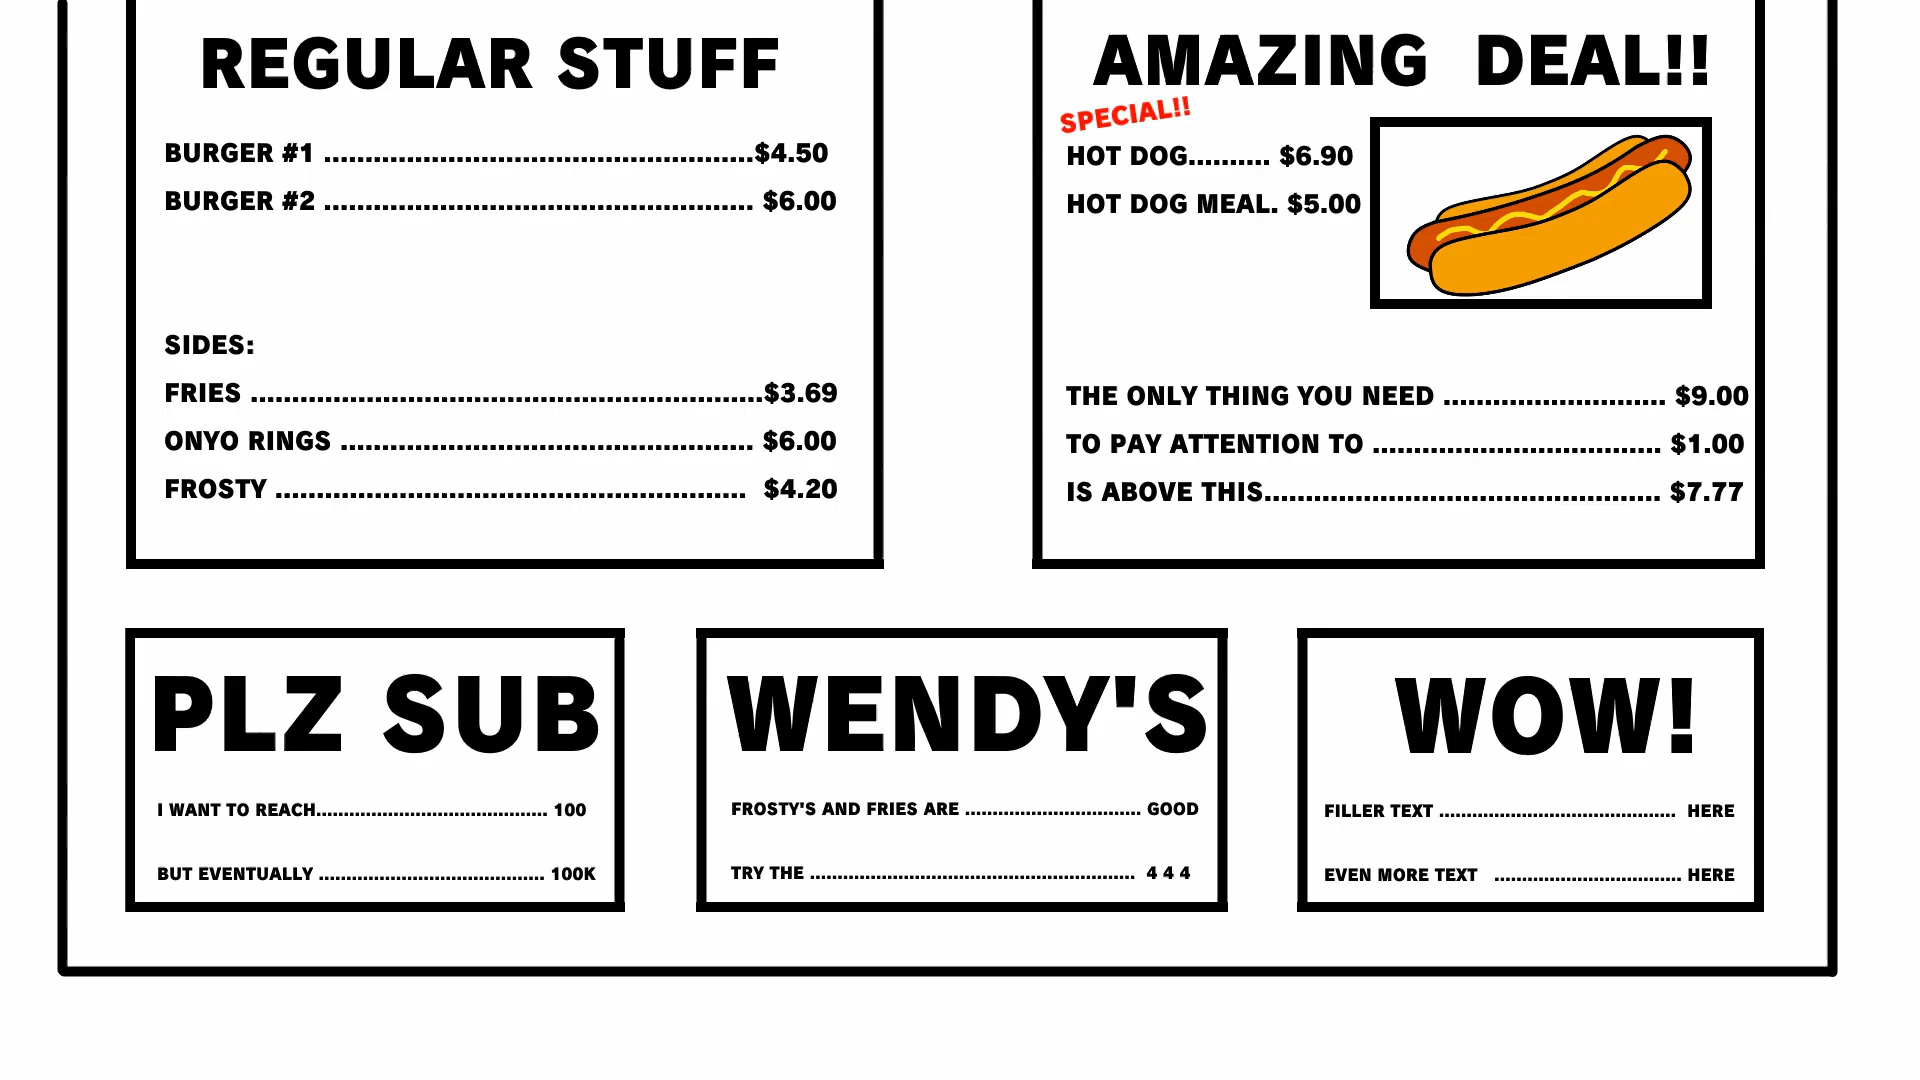 REGULAR STUFF
BURGER #1 ....................................................$4.50
BURGER #2 .................................................... $6.00
SIDES:
FRIES ..............................................................$3.69
ONYO RINGS .................................................. $6.00
FROSTY .........................................................  $4.20
AMAZING DEAL!!
SPECIAL!!
HOT DOG.......... $6.90
HOT DOG MEAL. $5.00
THE ONLY THING YOU NEED ........................... $9.00
TO PAY ATTENTION TO ................................... $1.00
IS ABOVE THIS................................................ $7.77
PLZ SUB
I WANT TO REACH.......................................... 100
BUT EVENTUALLY ......................................... 100K
WENDY'S
FROSTY'S AND FRIES ARE ................................ GOOD
TRY THE ........................................................... 4 4 4
WOW!
FILLER TEXT ........................................... HERE
EVEN MORE TEXT .................................. HERE